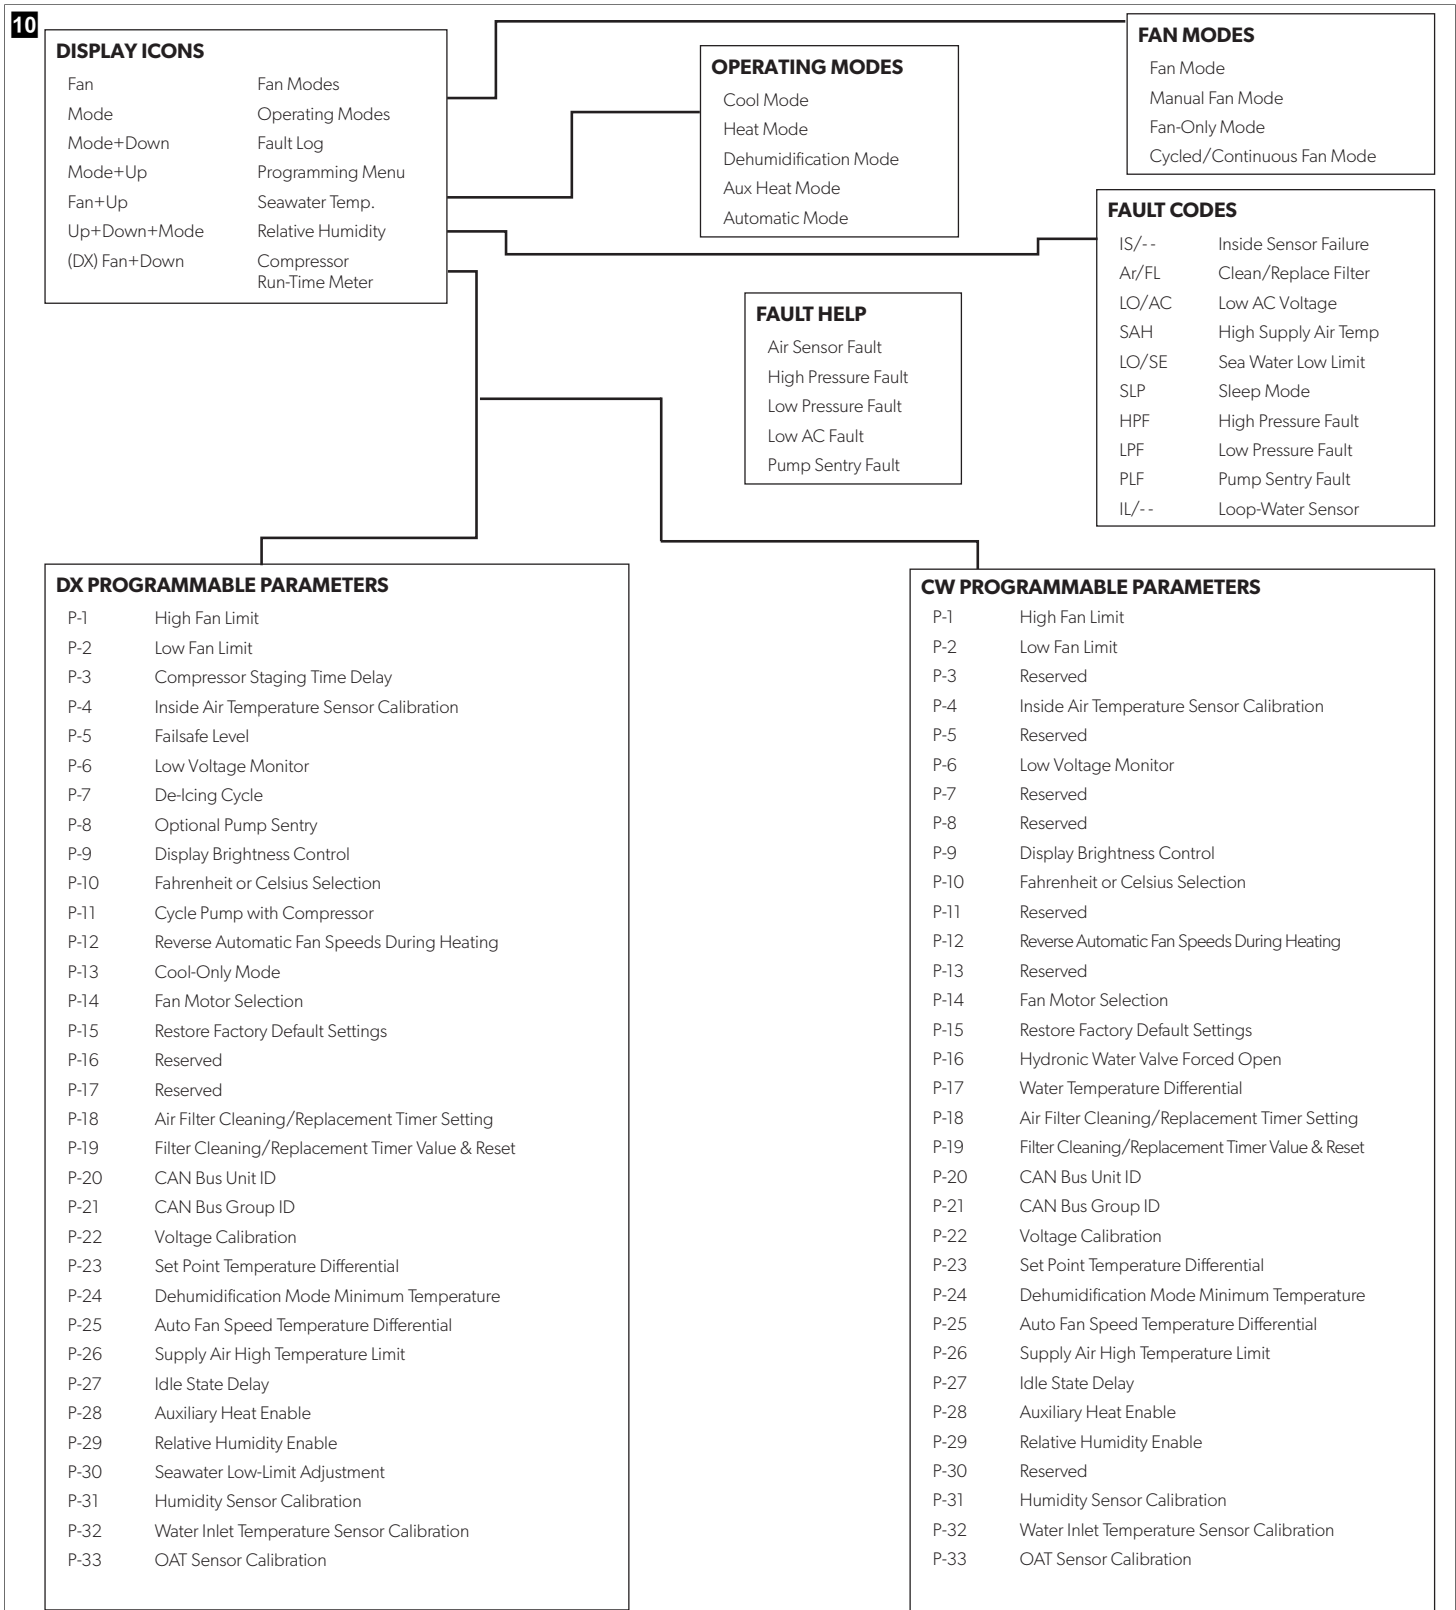 10
DISPLAY ICONS
Fan Fan Modes
Mode Operating Modes
Mode+Down Fault Log
Mode+Up Programming Menu
Fan+Up Seawater Temp.
Up+Down+Mode Relative Humidity
(DX) Fan+Down Compressor
Run-Time Meter
OPERATING MODES
Cool Mode
Heat Mode
Dehumidification Mode
Aux Heat Mode
Automatic Mode
FAN MODES
Fan Mode
Manual Fan Mode
Fan-Only Mode
Cycled/Continuous Fan Mode
FAULT CODES
IS/-- Inside Sensor Failure
Ar/FL Clean/Replace Filter
LO/AC Low AC Voltage
SAH High Supply Air Temp
LO/SE Sea Water Low Limit
SLP Sleep Mode
HPF High Pressure Fault
LPF Low Pressure Fault
PLF Pump Sentry Fault
IL/-- Loop-Water Sensor
FAULT HELP
Air Sensor Fault
High Pressure Fault
Low Pressure Fault
Low AC Fault
Pump Sentry Fault
DX PROGRAMMABLE PARAMETERS
P-1 High Fan Limit
P-2 Low Fan Limit
P-3 Compressor Staging Time Delay
P-4 Inside Air Temperature Sensor Calibration
P-5 Failsafe Level
P-6 Low Voltage Monitor
P-7 De-Icing Cycle
P-8 Optional Pump Sentry
P-9 Display Brightness Control
P-10 Fahrenheit or Celsius Selection
P-11 Cycle Pump with Compressor
P-12 Reverse Automatic Fan Speeds During Heating
P-13 Cool-Only Mode
P-14 Fan Motor Selection
P-15 Restore Factory Default Settings
P-16 Reserved
P-17 Reserved
P-18 Air Filter Cleaning/Replacement Timer Setting
P-19 Filter Cleaning/Replacement Timer Value & Reset
P-20 CAN Bus Unit ID
P-21 CAN Bus Group ID
P-22 Voltage Calibration
P-23 Set Point Temperature Differential
P-24 Dehumidification Mode Minimum Temperature
P-25 Auto Fan Speed Temperature Differential
P-26 Supply Air High Temperature Limit
P-27 Idle State Delay
P-28 Auxiliary Heat Enable
P-29 Relative Humidity Enable
P-30 Seawater Low-Limit Adjustment
P-31 Humidity Sensor Calibration
P-32 Water Inlet Temperature Sensor Calibration
P-33 OAT Sensor Calibration
CW PROGRAMMABLE PARAMETERS
P-1 High Fan Limit
P-2 Low Fan Limit
P-3 Reserved
P-4 Inside Air Temperature Sensor Calibration
P-5 Reserved
P-6 Low Voltage Monitor
P-7 Reserved
P-8 Reserved
P-9 Display Brightness Control
P-10 Fahrenheit or Celsius Selection
P-11 Reserved
P-12 Reverse Automatic Fan Speeds During Heating
P-13 Reserved
P-14 Fan Motor Selection
P-15 Restore Factory Default Settings
P-16 Hydronic Water Valve Forced Open
P-17 Water Temperature Differential
P-18 Air Filter Cleaning/Replacement Timer Setting
P-19 Filter Cleaning/Replacement Timer Value & Reset
P-20 CAN Bus Unit ID
P-21 CAN Bus Group ID
P-22 Voltage Calibration
P-23 Set Point Temperature Differential
P-24 Dehumidification Mode Minimum Temperature
P-25 Auto Fan Speed Temperature Differential
P-26 Supply Air High Temperature Limit
P-27 Idle State Delay
P-28 Auxiliary Heat Enable
P-29 Relative Humidity Enable
P-30 Reserved
P-31 Humidity Sensor Calibration
P-32 Water Inlet Temperature Sensor Calibration
P-33 OAT Sensor Calibration